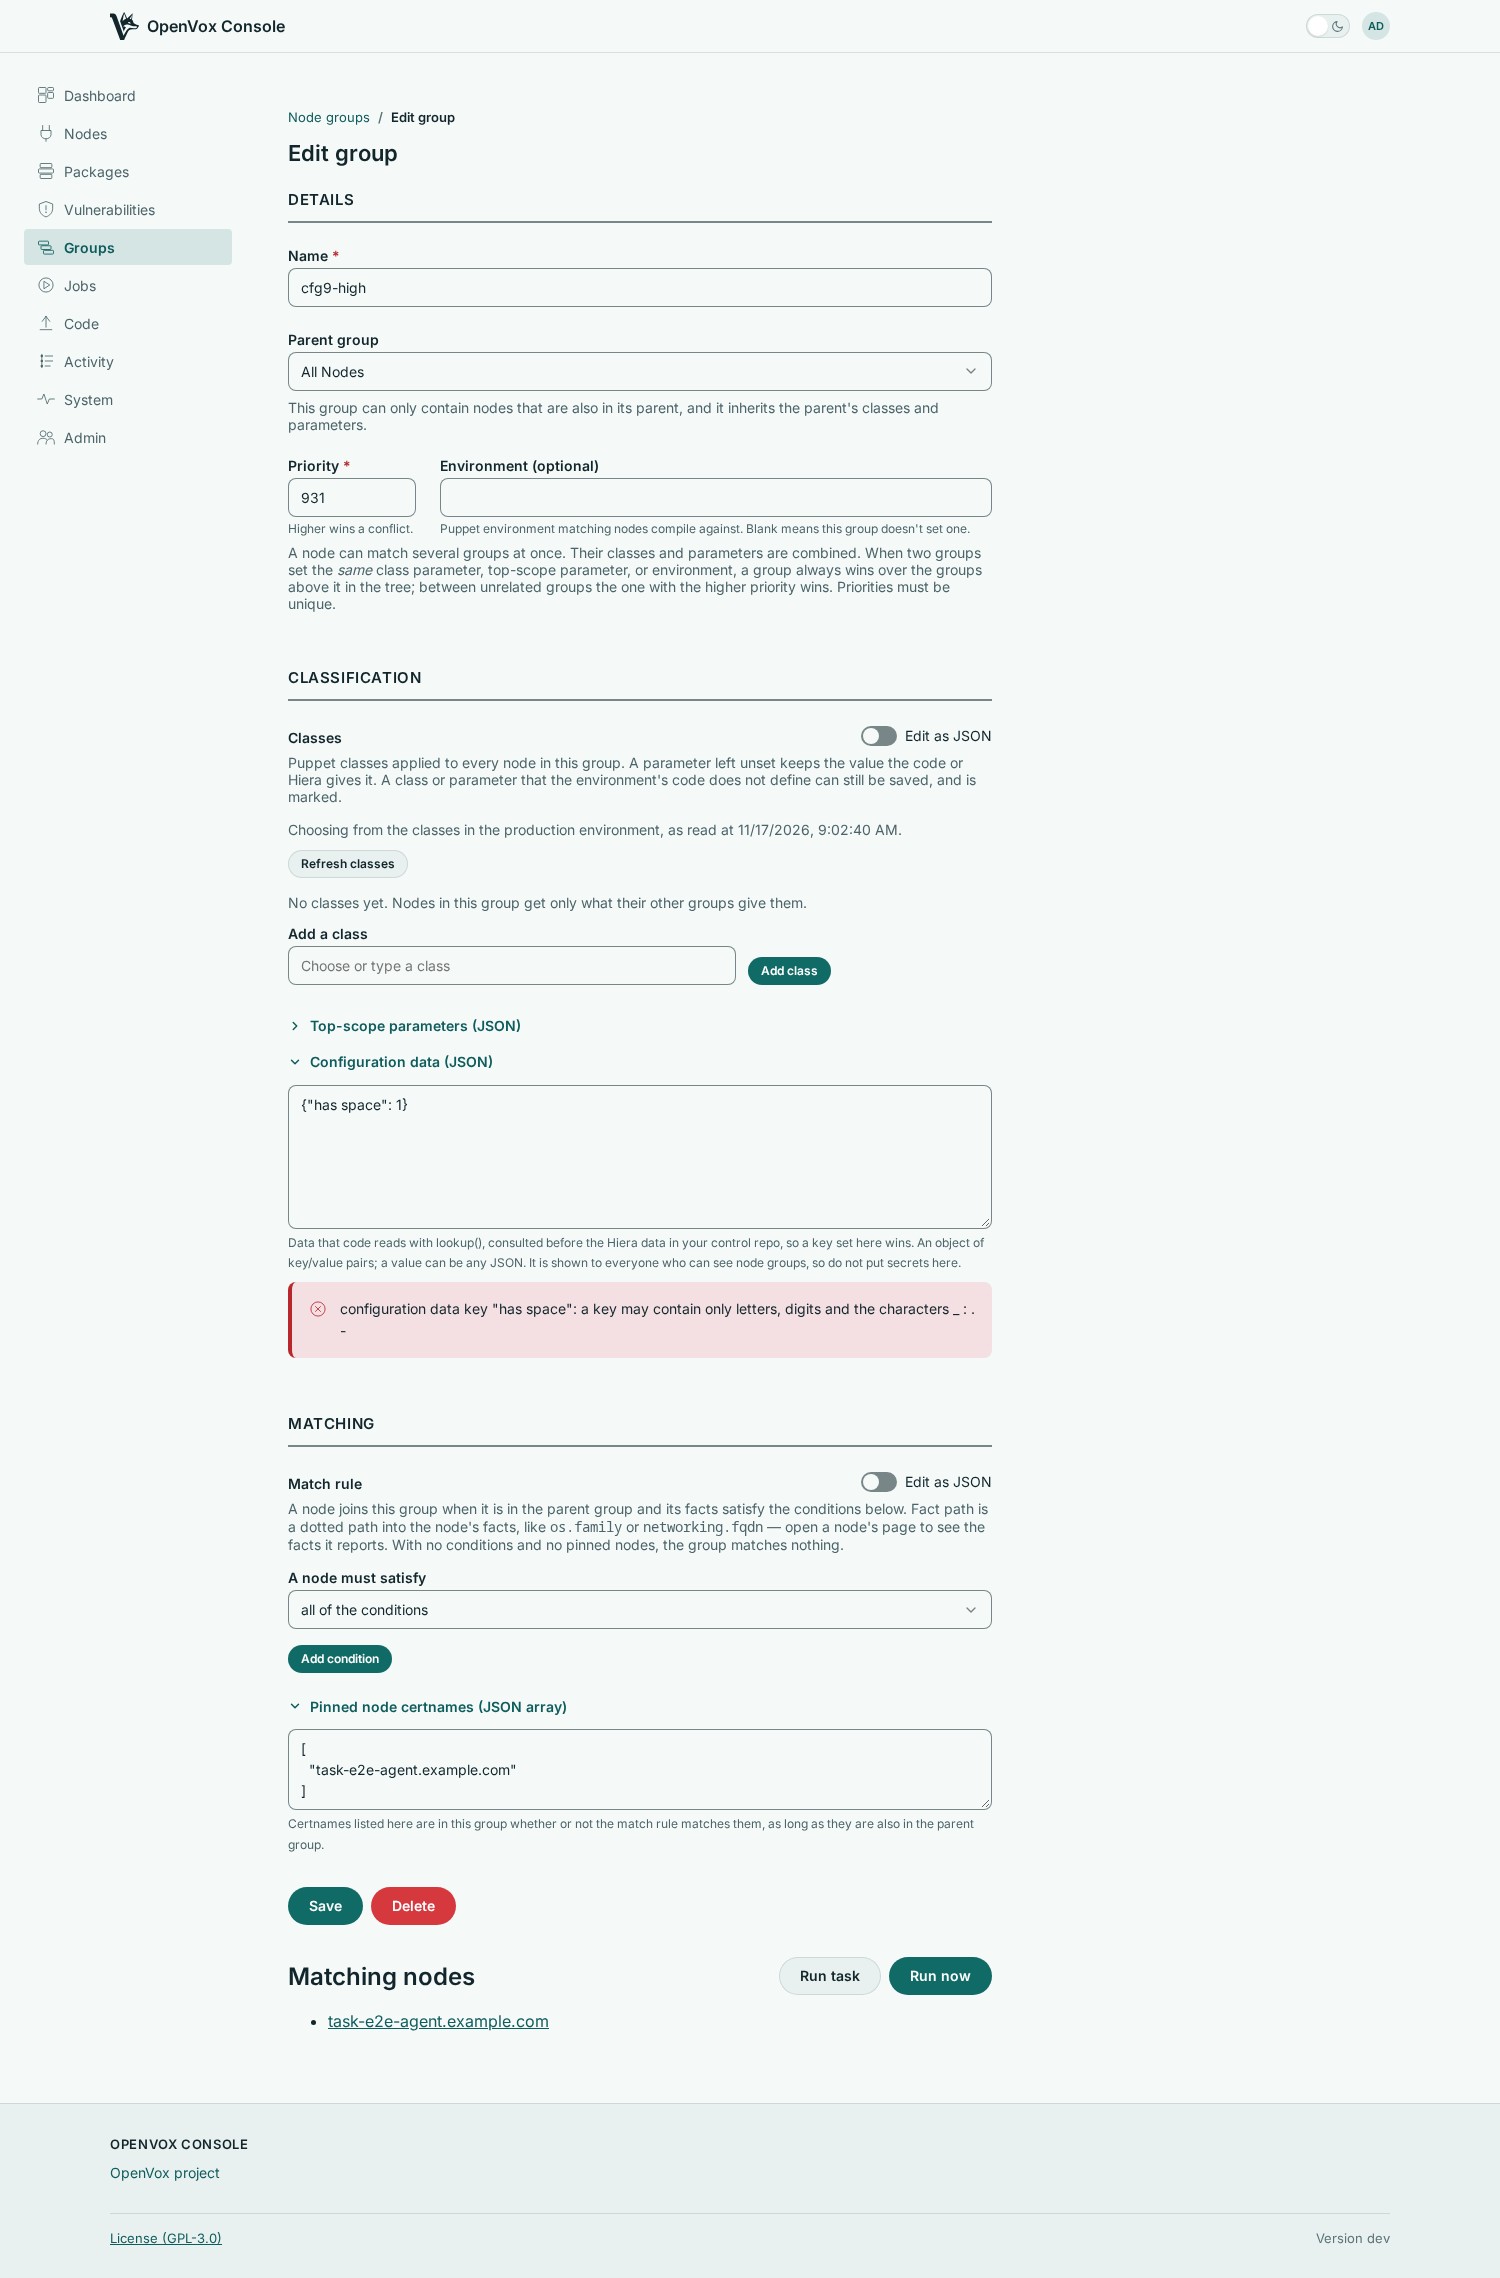 OpenVox Console
AD
Dashboard
Nodes
Packages
Vulnerabilities
Groups
Jobs
Code
Activity
System
Admin
Node groups / Edit group
Edit group
DETAILS
Name *
cfg9-high
Parent group
All Nodes
This group can only contain nodes that are also in its parent, and it inherits the parent's classes and
parameters.
Priority *
931
Higher wins a conflict.
Environment (optional)
Puppet environment matching nodes compile against. Blank means this group doesn't set one.
A node can match several groups at once. Their classes and parameters are combined. When two groups
set the same class parameter, top-scope parameter, or environment, a group always wins over the groups
above it in the tree; between unrelated groups the one with the higher priority wins. Priorities must be
unique.
CLASSIFICATION
Classes
Edit as JSON
Puppet classes applied to every node in this group. A parameter left unset keeps the value the code or
Hiera gives it. A class or parameter that the environment's code does not define can still be saved, and is
marked.
Choosing from the classes in the production environment, as read at 11/17/2026, 9:02:40 AM.
Refresh classes
No classes yet. Nodes in this group get only what their other groups give them.
Add a class
Choose or type a class
Add class
Top-scope parameters (JSON)
Configuration data (JSON)
{"has space": 1}
Data that code reads with lookup(), consulted before the Hiera data in your control repo, so a key set here wins. An object of
key/value pairs; a value can be any JSON. It is shown to everyone who can see node groups, so do not put secrets here.
configuration data key "has space": a key may contain only letters, digits and the characters _ : .
-
MATCHING
Match rule
Edit as JSON
A node joins this group when it is in the parent group and its facts satisfy the conditions below. Fact path is
a dotted path into the node's facts, like os.family or networking.fqdn — open a node's page to see the
facts it reports. With no conditions and no pinned nodes, the group matches nothing.
A node must satisfy
all of the conditions
Add condition
Pinned node certnames (JSON array)
[
"task-e2e-agent.example.com"
]
Certnames listed here are in this group whether or not the match rule matches them, as long as they are also in the parent
group.
Save
Delete
Matching nodes
Run task
Run now
task-e2e-agent.example.com
OPENVOX CONSOLE
OpenVox project
License (GPL-3.0)
Version dev